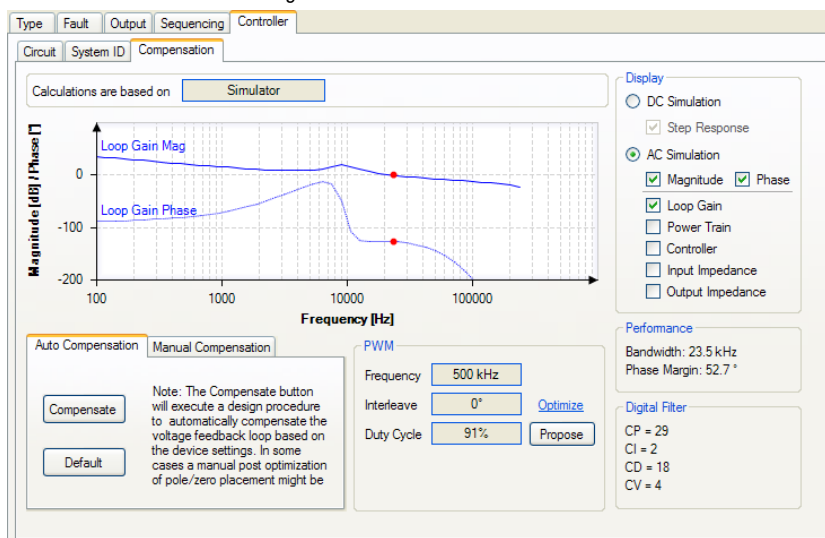 Type Fault Output Sequencing Controller
Circuit System ID Compensation
Calculations are based on Simulator
Magnitude [dB] / Phase [°]
Loop Gain Mag
Loop Gain Phase
0
-100
-200
100 1000 10000 100000
Frequency [Hz]
Display
DC Simulation
Step Response
AC Simulation
Magnitude Phase
Loop Gain
Power Train
Controller
Input Impedance
Output Impedance
Auto Compensation Manual Compensation
Compensate
Default
Note: The Compensate button
will execute a design procedure
to automatically compensate the
voltage feedback loop based on
the device settings. In some
cases a manual post optimization
of pole/zero placement might be
PWM
Frequency 500 kHz
Interleave 0° Optimize
Duty Cycle 91% Propose
Performance
Bandwidth: 23.5 kHz
Phase Margin: 52.7 °
Digital Filter
CP = 29
CI = 2
CD = 18
CV = 4